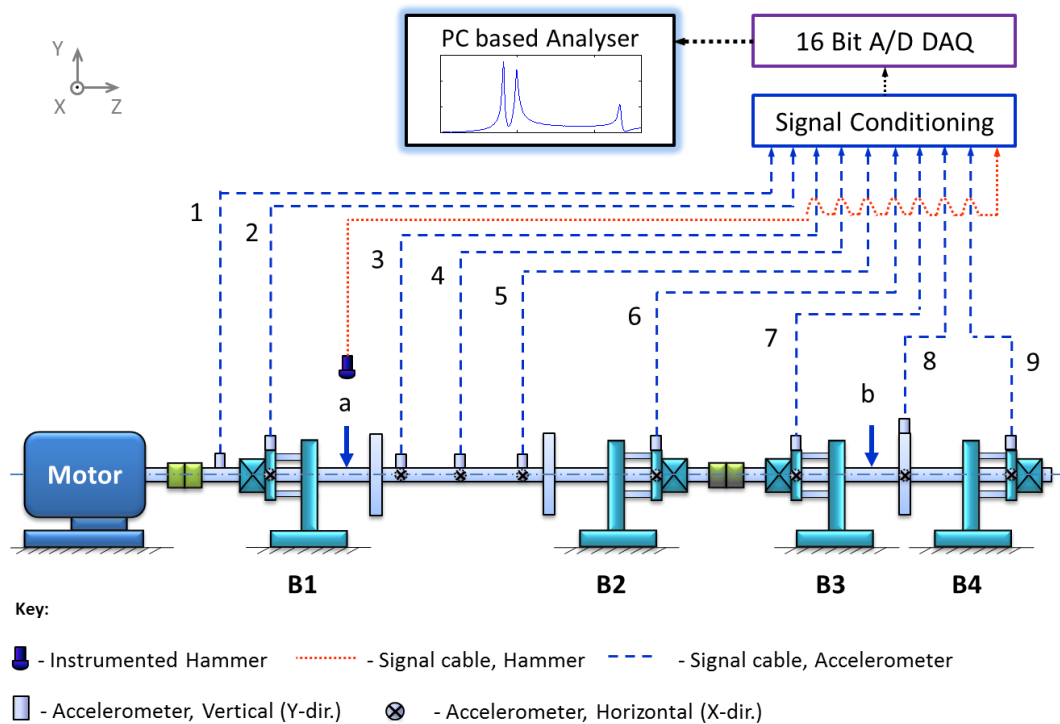 Y
X
Z
PC based Analyser
16 Bit A/D DAQ
Signal Conditioning
1
2
3
4
5
6
7
8
9
a
b
Motor
B1
B2
B3
B4
Key:
- Instrumented Hammer
- Signal cable, Hammer
- Signal cable, Accelerometer
- Accelerometer, Vertical (Y-dir.)
- Accelerometer, Horizontal (X-dir.)